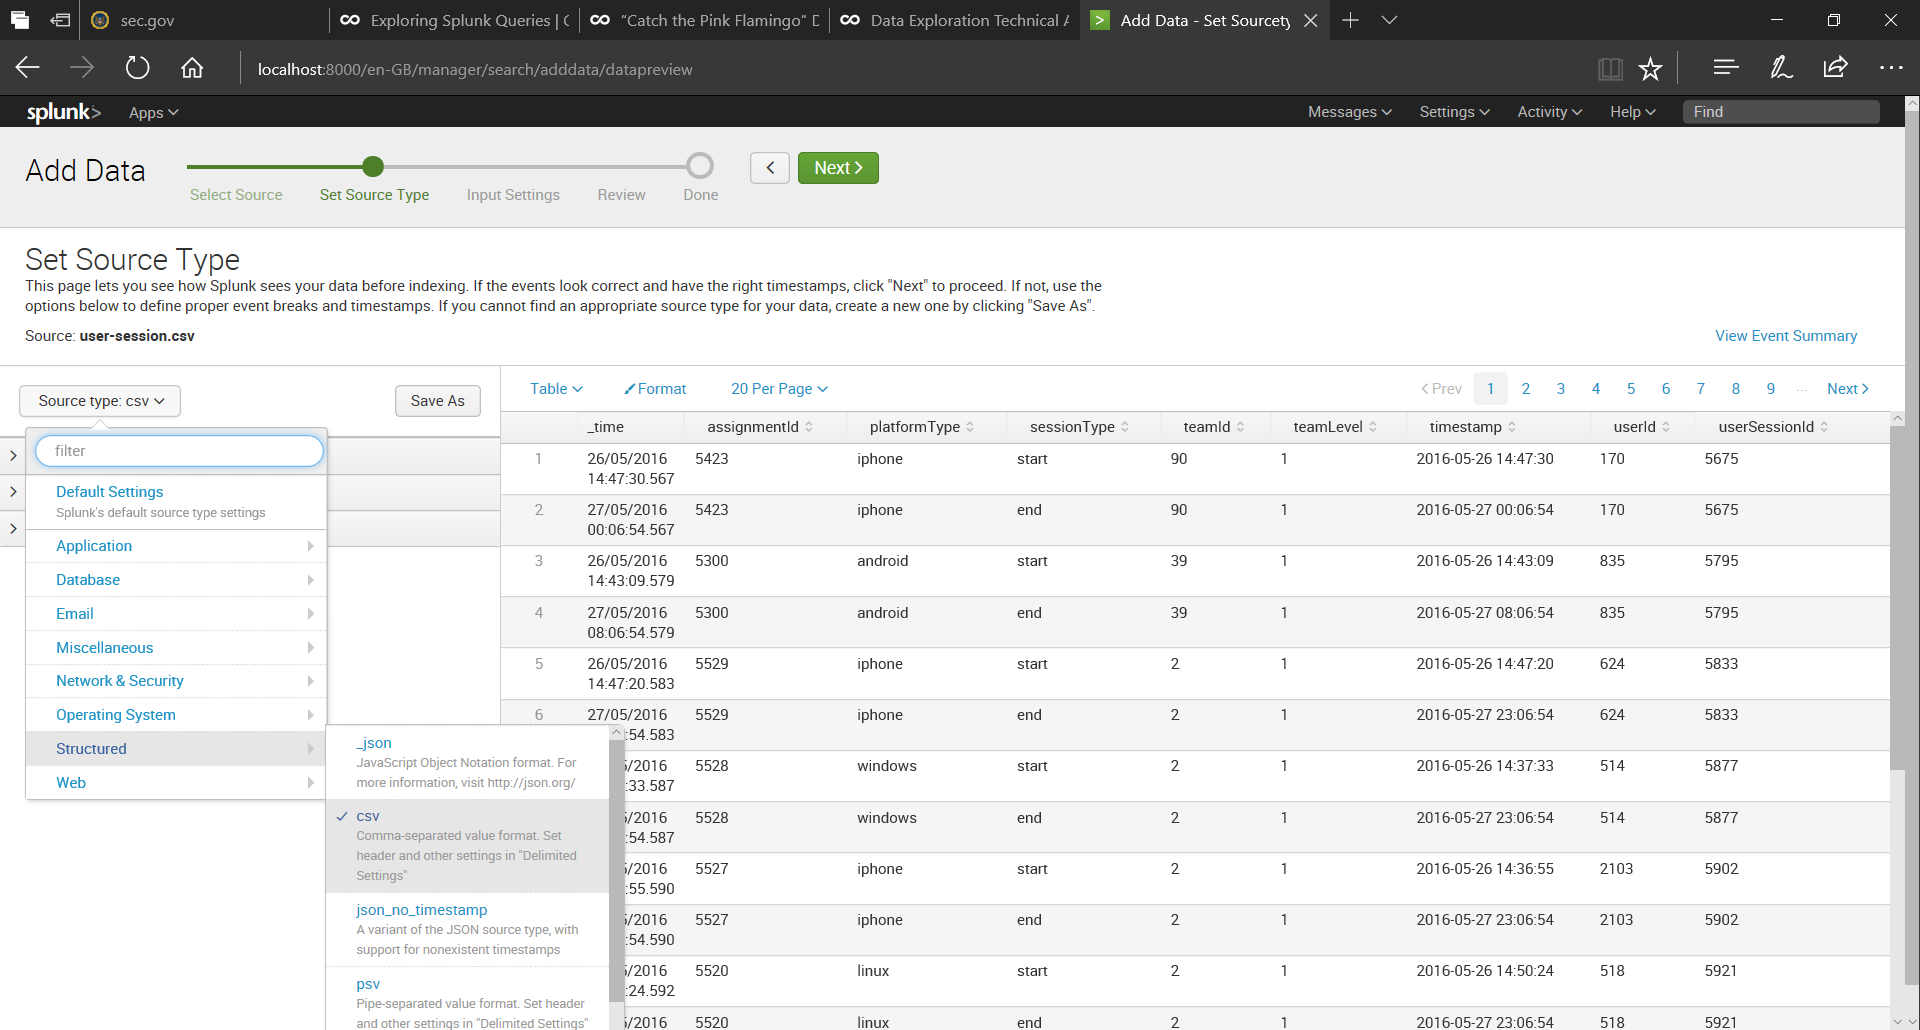 sec.gov
Exploring Splunk Queries | C
"Catch the Pink Flamingo" D
Data Exploration Technical A
Add Data - Set Sourcety
localhost:8000/en-GB/manager/search/adddata/datapreview
splunk> Apps Messages Settings Activity Help Find
Add Data
Select Source Set Source Type Input Settings Review Done
Next
Set Source Type
This page lets you see how Splunk sees your data before indexing. If the events look correct and have the right timestamps, click "Next" to proceed. If not, use the
options below to define proper event breaks and timestamps. If you cannot find an appropriate source type for your data, create a new one by clicking "Save As".
Source: user-session.csv
View Event Summary
Source type: csv
Save As
filter
Default Settings
Splunk's default source type settings
Application
Database
Email
Miscellaneous
Network & Security
Operating System
Structured
Web
_json
JavaScript Object Notation format. For
more information, visit http://json.org/
csv
Comma-separated value format. Set
header and other settings in "Delimited
Settings"
json_no_timestamp
A variant of the JSON source type, with
support for nonexistent timestamps
psv
Pipe-separated value format. Set header
and other settings in "Delimited Settings"
Table Format 20 Per Page Prev 1 2 3 4 5 6 7 8 9 ... Next
_time assignmentId platformType sessionType teamId teamLevel timestamp userId userSessionId
1 26/05/2016 5423 iphone start 90 1 2016-05-26 14:47:30 170 5675
14:47:30.567
2 27/05/2016 5423 iphone end 90 1 2016-05-27 00:06:54 170 5675
00:06:54.567
3 26/05/2016 5300 android start 39 1 2016-05-26 14:43:09 835 5795
14:43:09.579
4 27/05/2016 5300 android end 39 1 2016-05-27 08:06:54 835 5795
08:06:54.579
5 26/05/2016 5529 iphone start 2 1 2016-05-26 14:47:20 624 5833
14:47:20.583
6 27/05/2016 5529 iphone end 2 1 2016-05-27 23:06:54 624 5833
:54.583
5/2016 5528 windows start 2 1 2016-05-26 14:37:33 514 5877
:33.587
5/2016 5528 windows end 2 1 2016-05-27 23:06:54 514 5877
:54.587
5/2016 5527 iphone start 2 1 2016-05-26 14:36:55 2103 5902
:55.590
5/2016 5527 iphone end 2 1 2016-05-27 23:06:54 2103 5902
:54.590
5/2016 5520 linux start 2 1 2016-05-26 14:50:24 518 5921
:24.592
5/2016 5520 linux end 2 1 2016-05-27 23:06:54 518 5921